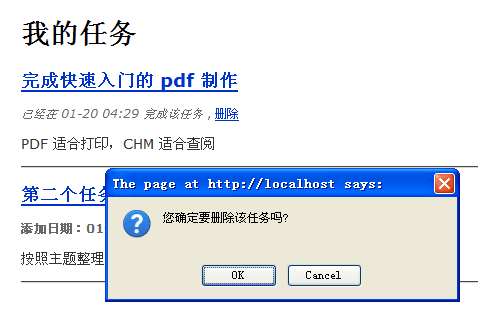 我的任务
完成快速入门的 pdf 制作
已经在 01-20 04:29 完成该任务 , 删除
PDF 适合打印，CHM 适合查阅
第二个任务
添加日期：01
按照主题整理
The page at http://localhost says:
您确定要删除该任务吗?
OK
Cancel